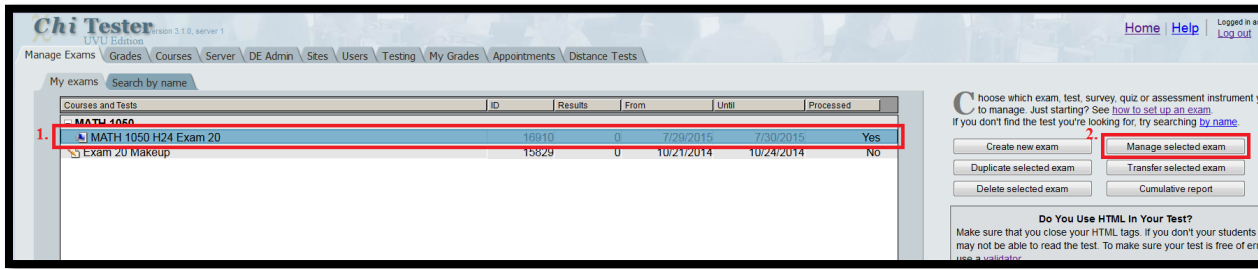 Chi Tester Version 3.1.0, server 1
UVU Edition
Home | Help | Logged in a
Log out
Manage Exams Grades Courses Server DE Admin Sites Users Testing My Grades Appointments Distance Tests
My exams Search by name
Courses and Tests ID Results From Until Processed
MATH 1050
1. MATH 1050 H24 Exam 20 16910 0 7/29/2015 7/30/2015 Yes
Exam 20 Makeup 15829 0 10/21/2014 10/24/2014 No
Choose which exam, test, survey, quiz or assessment instrument y
to manage. Just starting? See how to set up an exam.
If you don't find the test you're looking for, try searching by name.
2.
Create new exam Manage selected exam
Duplicate selected exam Transfer selected exam
Delete selected exam Cumulative report
Do You Use HTML In Your Test?
Make sure that you close your HTML tags. If you don't your students
may not be able to read the test. To make sure your test is free of err
use a validator